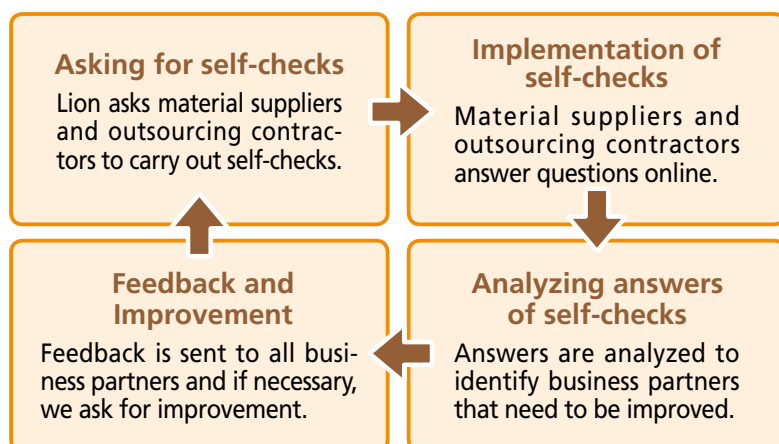 Asking for self-checks
Lion asks material suppliers
and outsourcing contrac-
tors to carry out self-checks.
Implementation of
self-checks
Material suppliers and
outsourcing contractors
answer questions online.
Analyzing answers
of self-checks
Answers are analyzed to
identify business partners
that need to be improved.
Feedback and
Improvement
Feedback is sent to all busi-
ness partners and if necessary,
we ask for improvement.